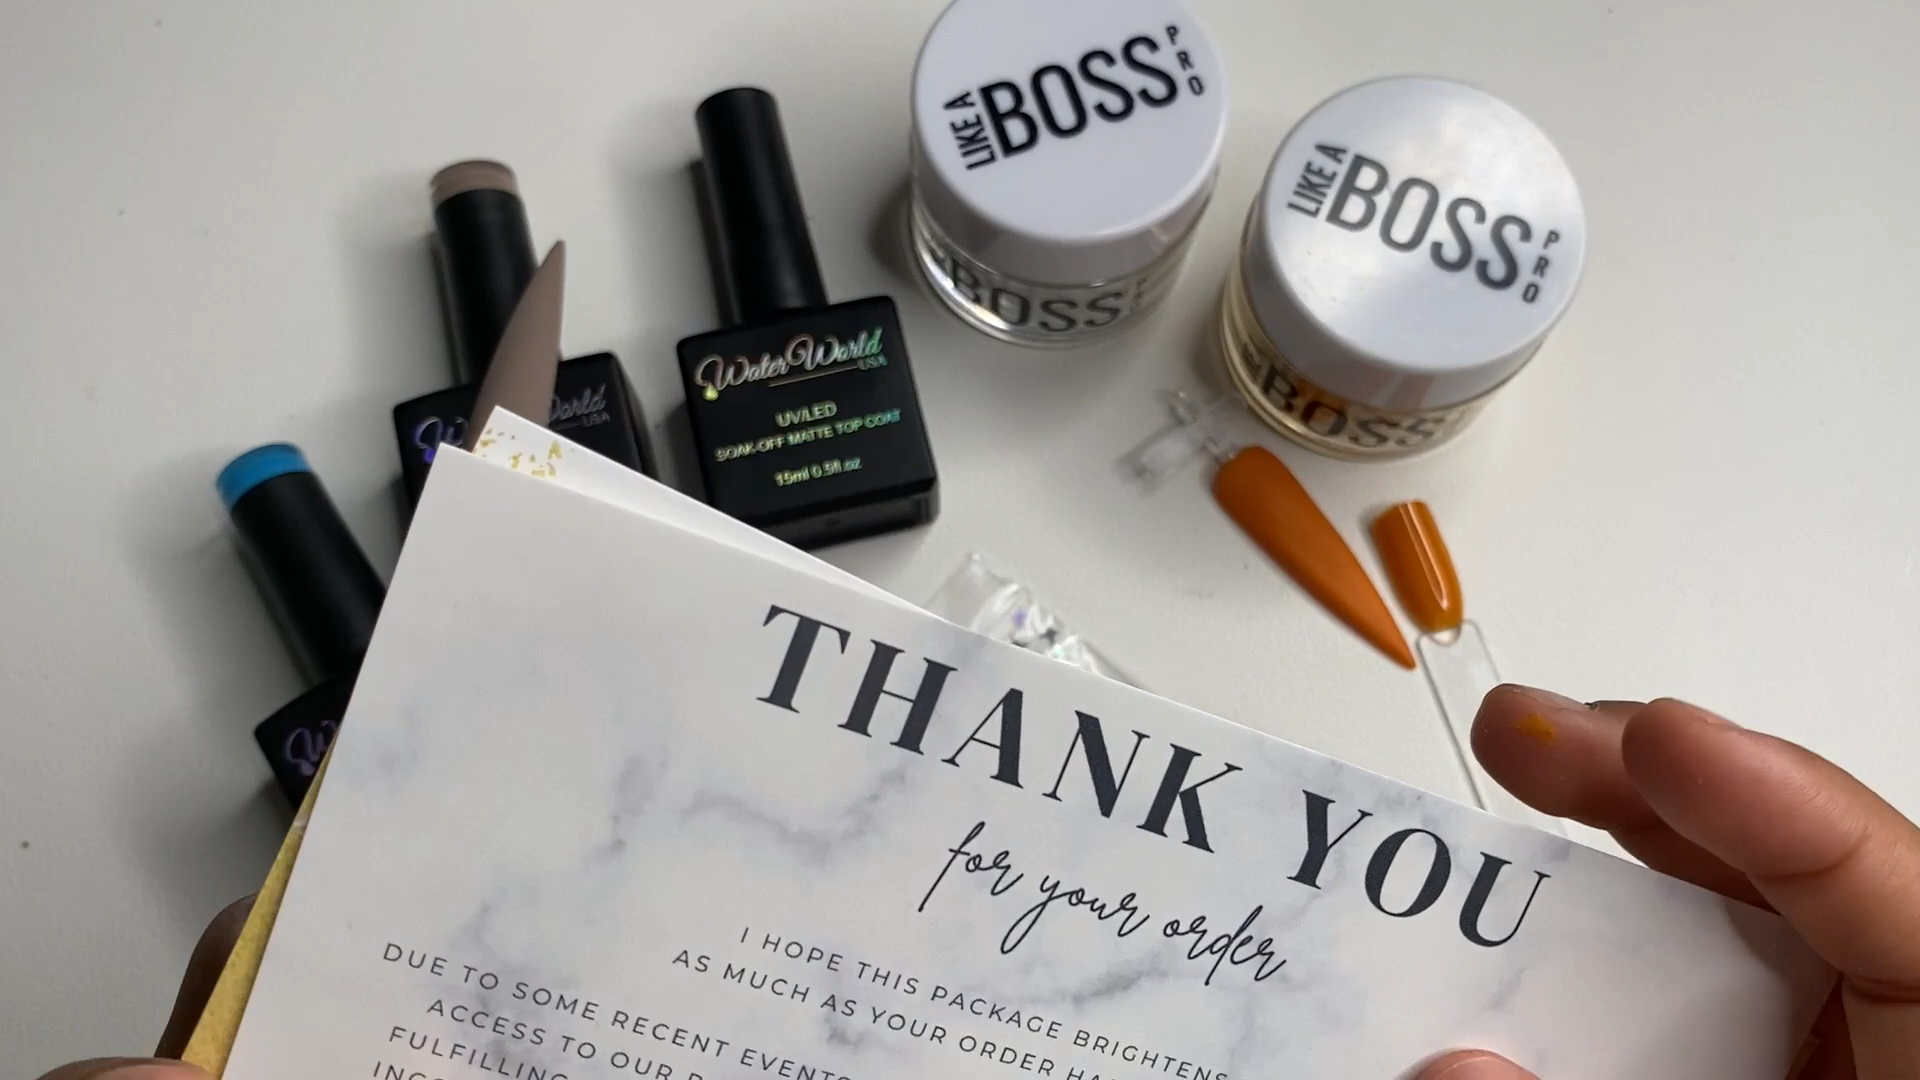 LIKE A BOSS PRO
BOSS
LIKE A BOSS PRO
BOSS
Water World
USA
UV/LED
SOAK-OFF MATTE TOP COAT
15ml 0.5fl.oz
World
USA
THANK YOU
for your order
I HOPE THIS PACKAGE BRIGHTENS
AS MUCH AS YOUR ORDER
DUE TO SOME RECENT EVENTS
ACCESS TO OUR
FULFILLING